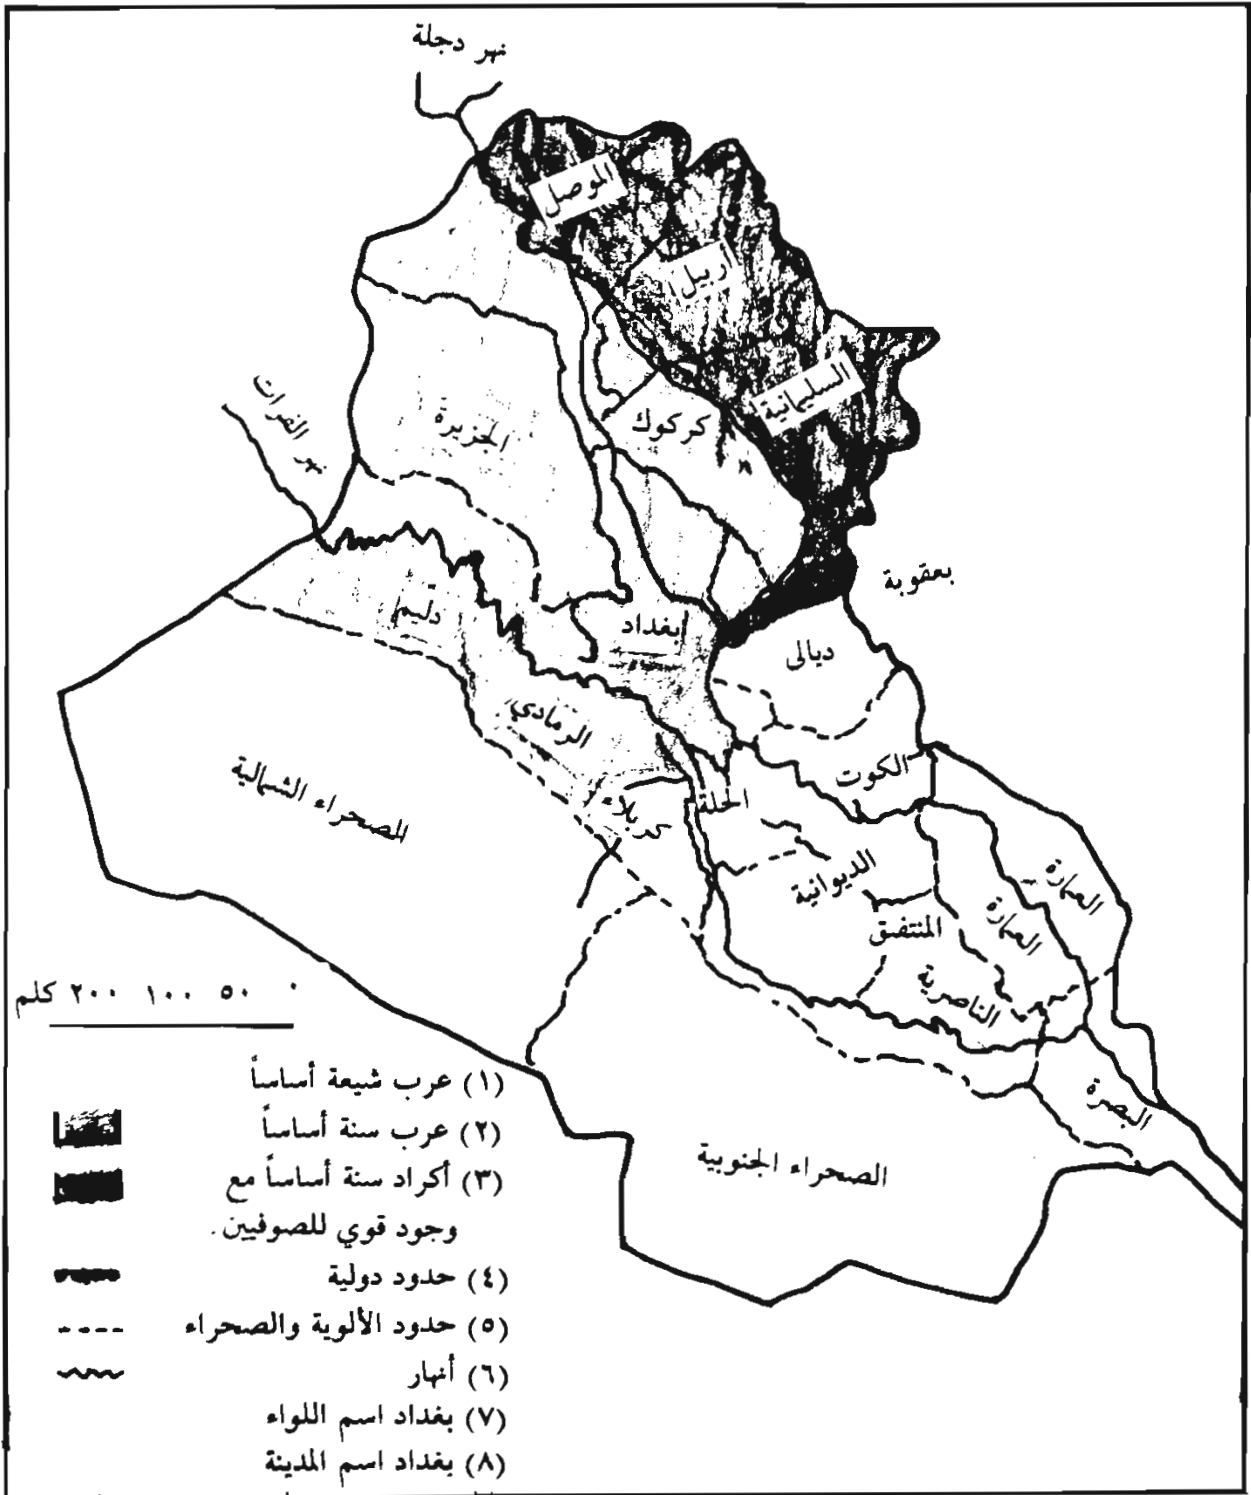 نهر دجلة
الموصل
اربيل
السليمانية
كركوك
الجزيرة
نهر الفرات
بعقوبة
دليم
بغداد
ديالى
الرمادي
الكوت
الصحراء الشمالية
كربلاء
الحلة
الديوانية
العمارة
العمارة
المنتفىق
الناصرية
البصرة
الصحراء الجنوبية
٠ ٥٠ ١٠٠ ٢٠٠ كلم
(١) عرب شيعة أساساً
(٢) عرب سنة أساساً
(٣) أكراد سنة أساساً مع
وجود قوي للصوفيين.
(٤) حدود دولية
(٥) حدود الألوية والصحراء
(٦) أنهار
(٧) بغداد اسم اللواء
(٨) بغداد اسم المدينة